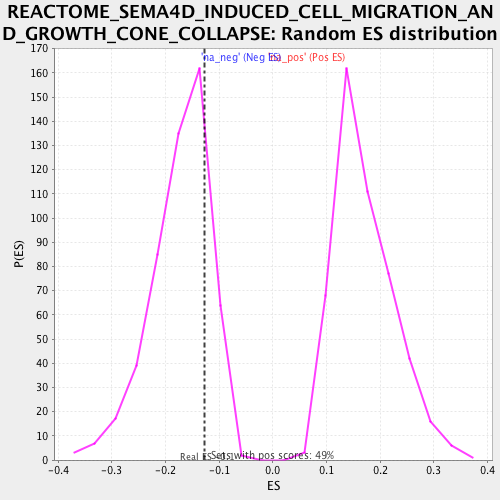 REACTOME_SEMA4D_INDUCED_CELL_MIGRATION_AN
D_GROWTH_CONE_COLLAPSE: Random ES distribution
'na_neg' (Neg ES)
'na_pos' (Pos ES)
170
160
150
140
130
120
110
100
90
80
70
60
50
40
30
20
10
0
P(ES)
Real ES
Sets with pos scores: 49%
-0.4 -0.3 -0.2 -0.1 0.0 0.1 0.2 0.3 0.4
ES